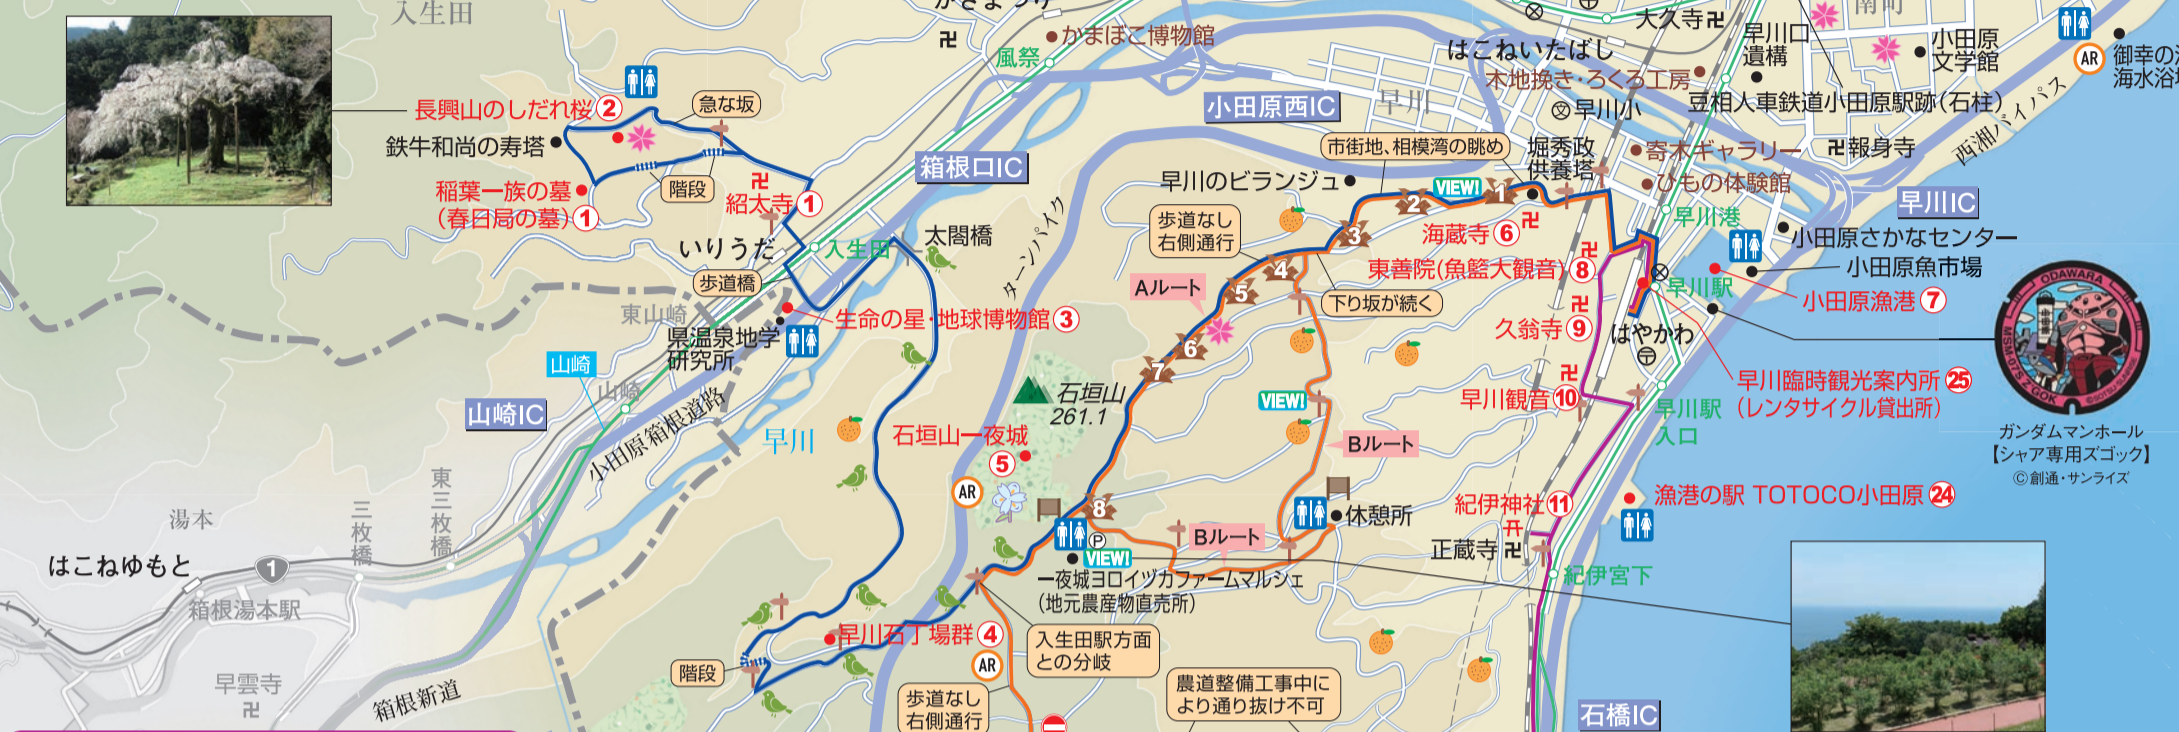 入生田
かまぼこ博物館
風祭
長興山のしだれ桜②
急な坂
鉄牛和尚の寿塔
階段
稲葉一族の墓
(春日局の墓)①
紹太寺①
箱根口IC
いりうだ
入生田
太閤橋
歩道橋
東山崎
生命の星・地球博物館③
県温泉地学
研究所
山崎
山崎
山崎IC
小田原箱根道路
早川
東三枚橋
三枚橋
湯本
はこねゆもと
1
箱根湯本駅
早雲寺
箱根新道
階段
早川石丁場群④
AR
入生田駅方面
との分岐
歩道なし
右側通行
農道整備工事中に
より通り抜け不可
ターンパイク
石垣山
261.1
石垣山一夜城
⑤
AR
P
VIEW!
一夜城ヨロイヅカファームマルシェ
(地元農産物直売所)
8
7
6
5
4
3
2
1
Aルート
歩道なし
右側通行
早川のビランジュ
市街地、相模湾の眺め
VIEW!
小田原西IC
早川
はこねいたばし
木地挽き・ろくろ工房
早川小
堀秀政
供養塔
海蔵寺⑥
東善院(魚籃大観音)⑧
下り坂が続く
久翁寺⑨
VIEW!
早川観音⑩
Bルート
Bルート
休憩所
紀伊神社⑪
正蔵寺
紀伊宮下
石橋IC
大久寺
早川口
遺構
南町
小田原
文学館
AR
御幸の
海水浴
豆相人車鉄道小田原駅跡(石柱)
西湘バイパス
報身寺
寄木ギャラリー
ひもの体験館
早川港
早川IC
小田原さかなセンター
小田原魚市場
早川駅
小田原漁港⑦
はやかわ
早川臨時観光案内所㉕
(レンタサイクル貸出所)
早川駅
入口
漁港の駅 TOTOCO小田原㉔
ODAWARA
MSM-07S Z'GOK
©SOTSU・SUNRISE
ガンダムマンホール
【シャア専用ズゴック】
©創通・サンライズ